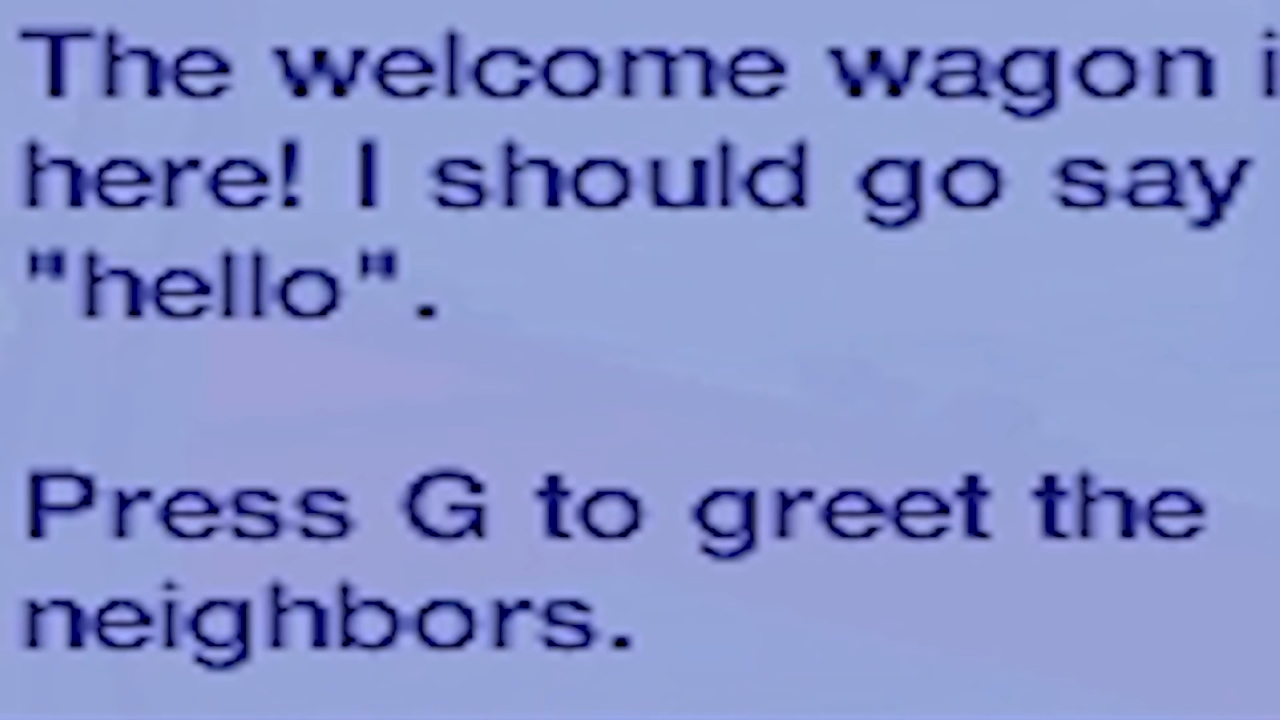 The welcome wagon i
here! I should go say
"hello".
Press G to greet the
neighbors.